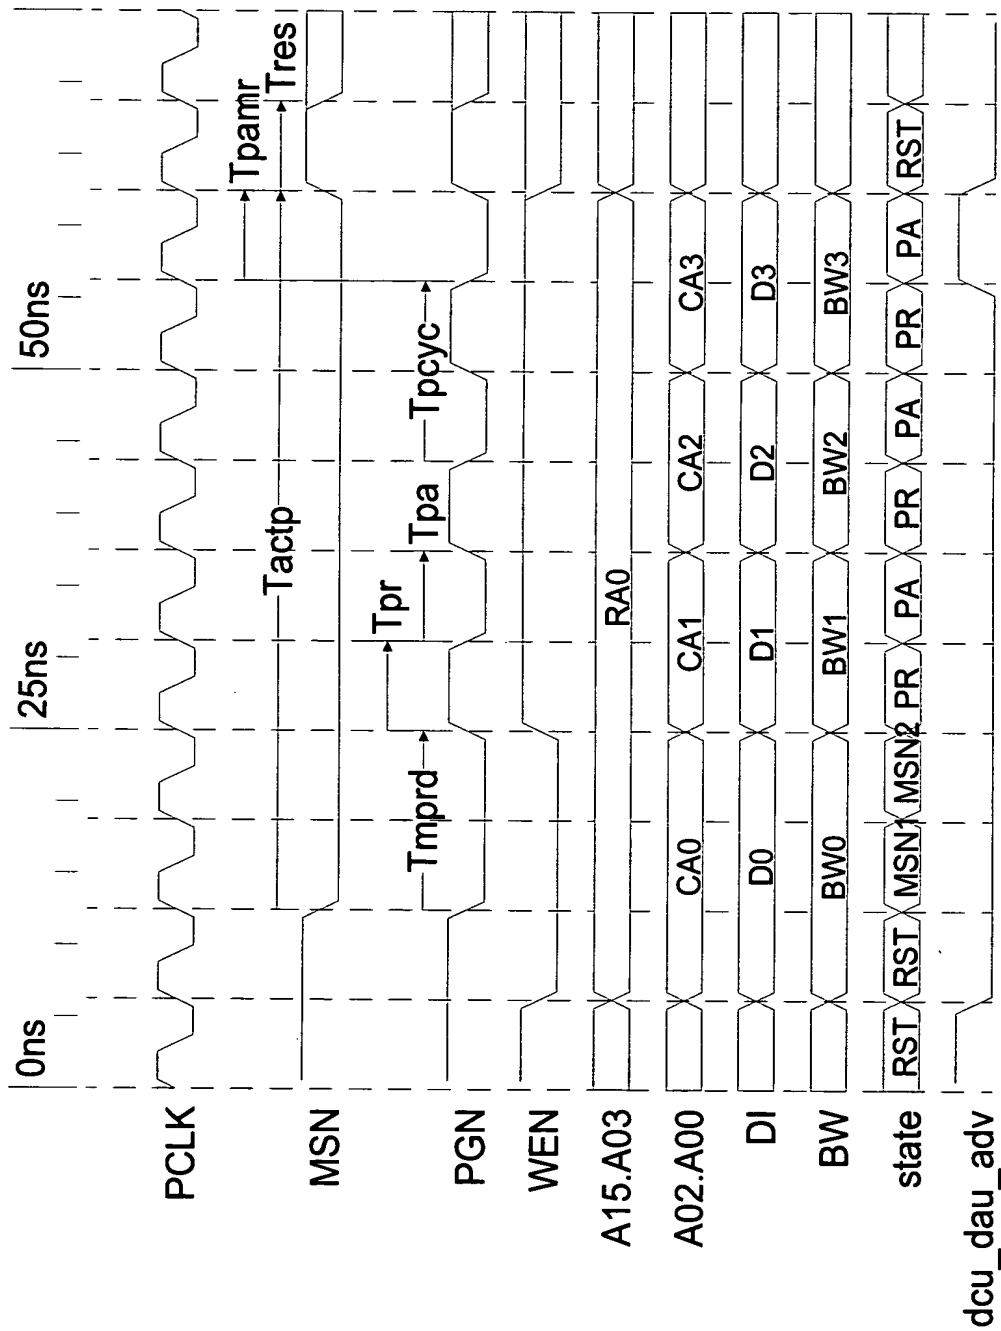 0ns 25ns 50ns
PCLK
Tpamr
MSN Tactp Tres
Tpr
PGN Tmprd Tpa Tpcyc
WEN
A15.A03 RA0
A02.A00 CA0 CA1 CA2 CA3
DI D0 D1 D2 D3
BW BW0 BW1 BW2 BW3
state RST RST MSN1 MSN2 PR PA PR PA PR PA RST
dcu_dau_adv